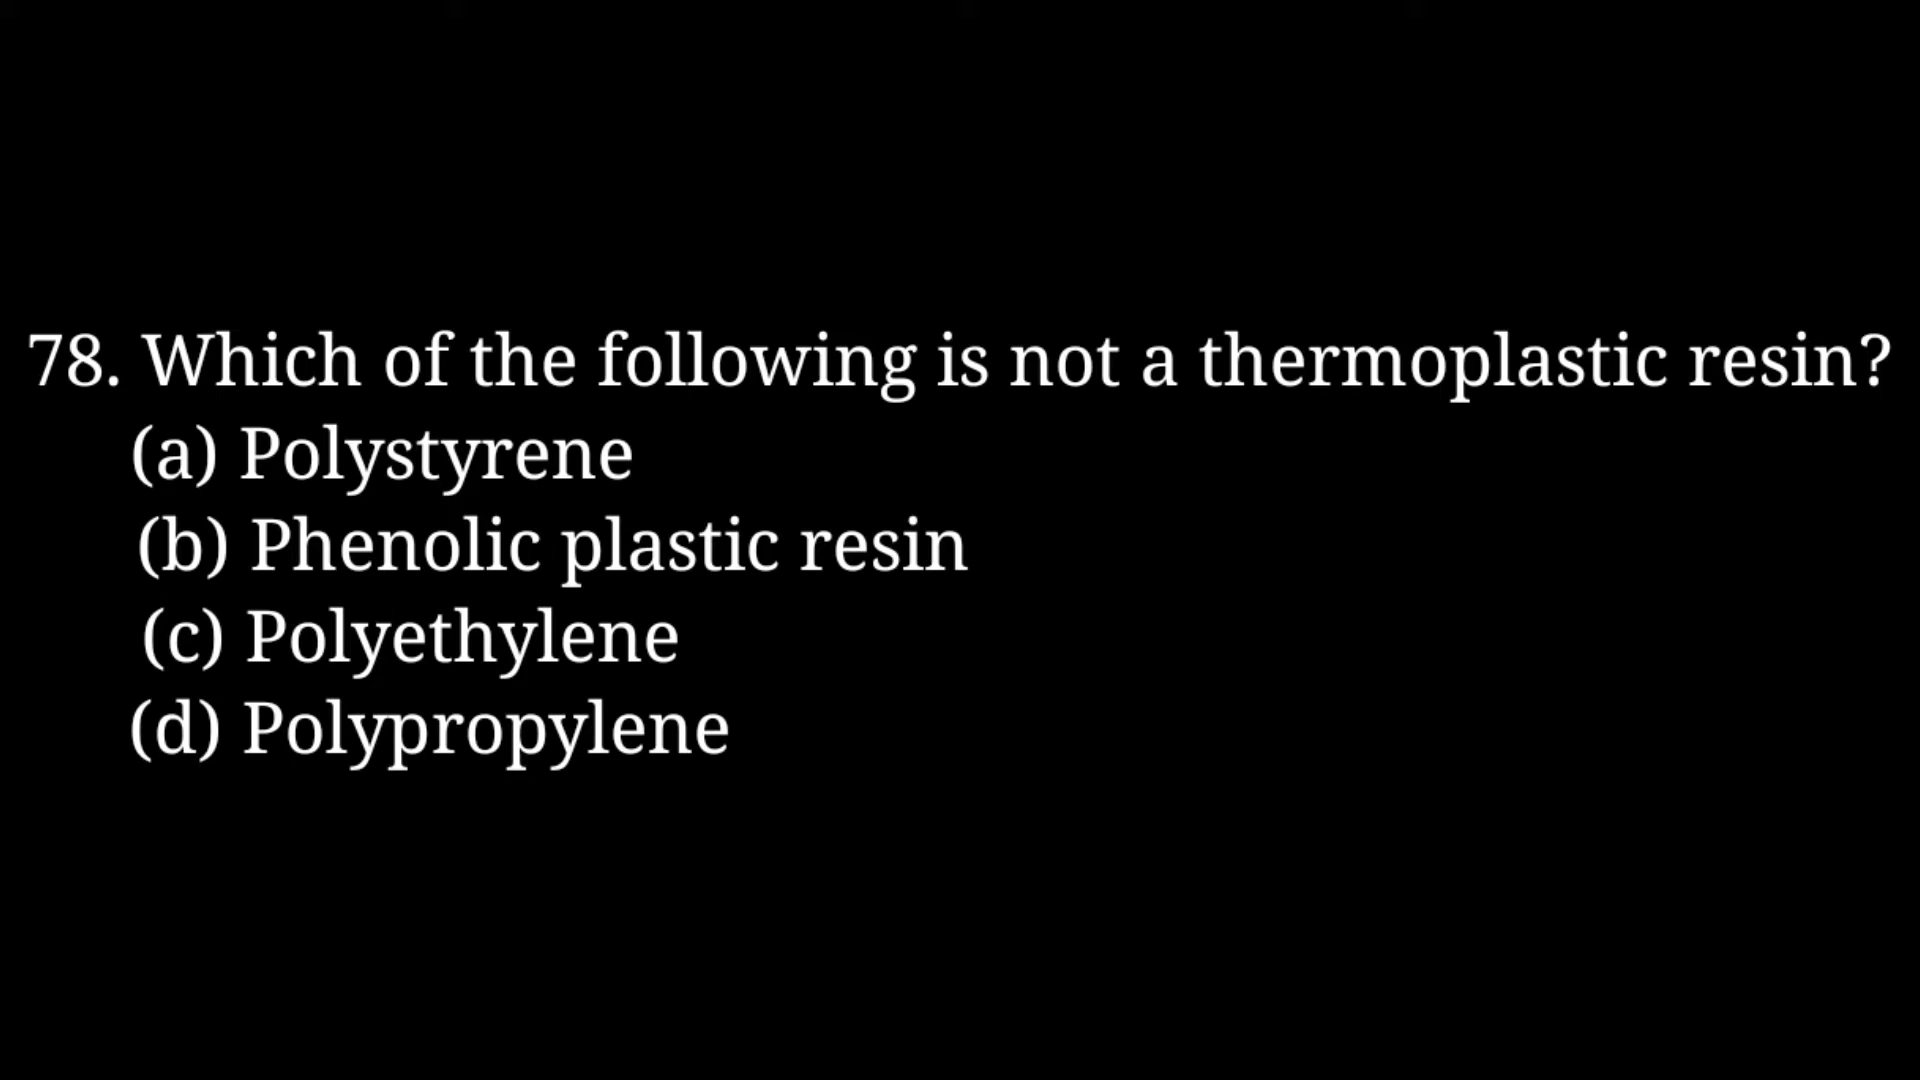 78. Which of the following is not a thermoplastic resin?
(a) Polystyrene
(b) Phenolic plastic resin
(c) Polyethylene
(d) Polypropylene